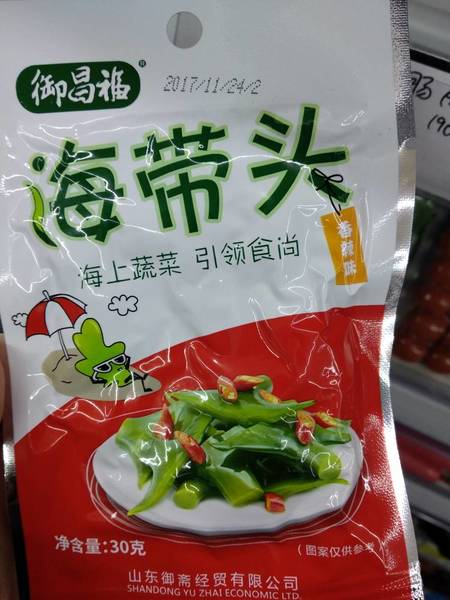 御昌福®
2017/11/24/2
海带头
香辣味
海上蔬菜 引领食尚
净含量:30克
(图案仅供参考)
山东御斋经贸有限公司
SHANDONG YU ZHAI ECONOMIC LTD.